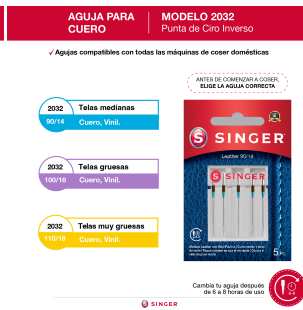 AGUJA PARA
CUERO
MODELO 2032
Punta de Ciro Inverso
✓ Agujas compatibles con todas las máquinas de coser domésticas
ANTES DE COMENZAR A COSER,
ELIGE LA AGUJA CORRECTA
2032 Telas medianas
90/14 Cuero, Vinil.
2032 Telas gruesas
100/16 Cuero, Vinil.
2032 Telas muy gruesas
110/18 Cuero, Vinil.
S SINGER
Leather 90/14
SINGER
5
Cambia tu aguja después
de 6 a 8 horas de uso
SINGER